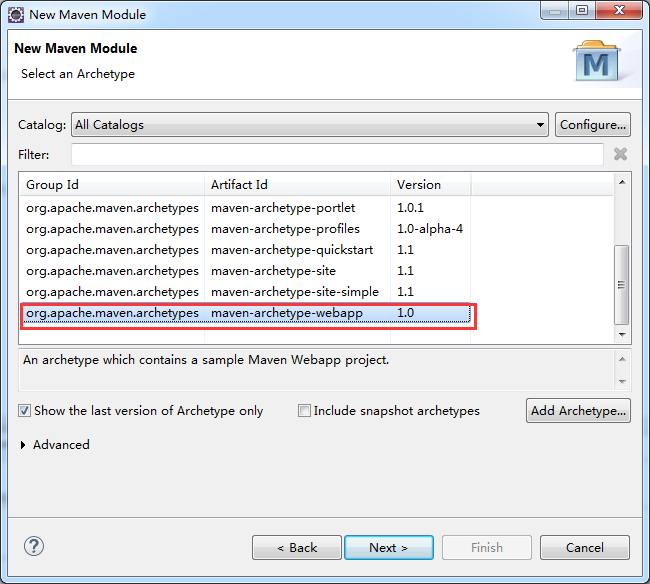 New Maven Module
New Maven Module
Select an Archetype
M
Catalog: All Catalogs Configure...
Filter:
Group Id Artifact Id Version
org.apache.maven.archetypes maven-archetype-portlet 1.0.1
org.apache.maven.archetypes maven-archetype-profiles 1.0-alpha-4
org.apache.maven.archetypes maven-archetype-quickstart 1.1
org.apache.maven.archetypes maven-archetype-site 1.1
org.apache.maven.archetypes maven-archetype-site-simple 1.1
org.apache.maven.archetypes maven-archetype-webapp 1.0
An archetype which contains a sample Maven Webapp project.
Show the last version of Archetype only Include snapshot archetypes Add Archetype...
Advanced
? < Back Next > Finish Cancel